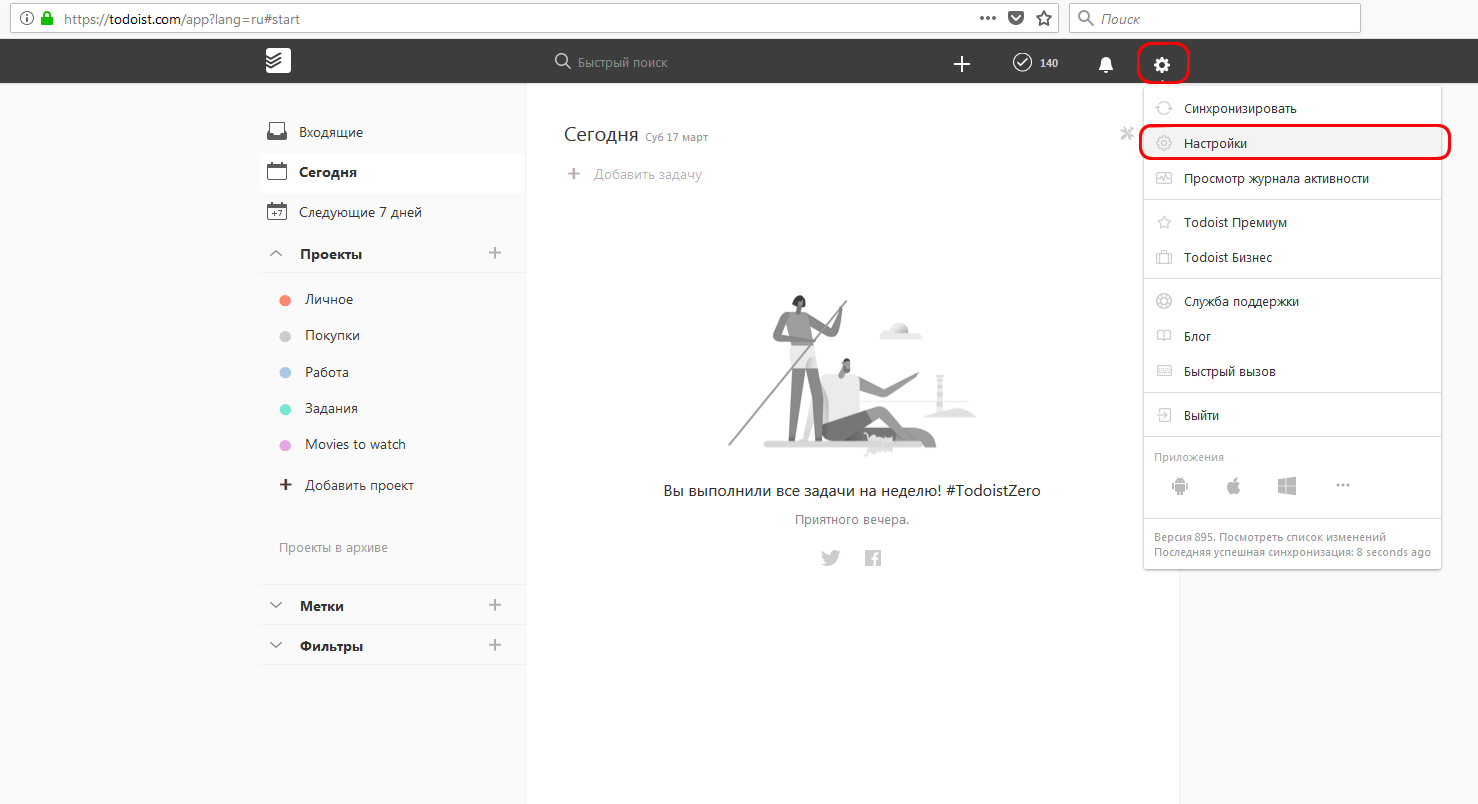 https://todoist.com/app?lang=ru#start
Поиск
Быстрый поиск
140
Входящие
Сегодня
+7 Следующие 7 дней
Проекты
Личное
Покупки
Работа
Задания
Movies to watch
Добавить проект
Проекты в архиве
Метки
Фильтры
Сегодня Суб 17 март
Добавить задачу
Вы выполнили все задачи на неделю! #TodoistZero
Приятного вечера.
Синхронизировать
Настройки
Просмотр журнала активности
Todoist Премиум
Todoist Бизнес
Служба поддержки
Блог
Быстрый вызов
Выйти
Приложения
Версия 895. Посмотреть список изменений
Последняя успешная синхронизация: 8 seconds ago